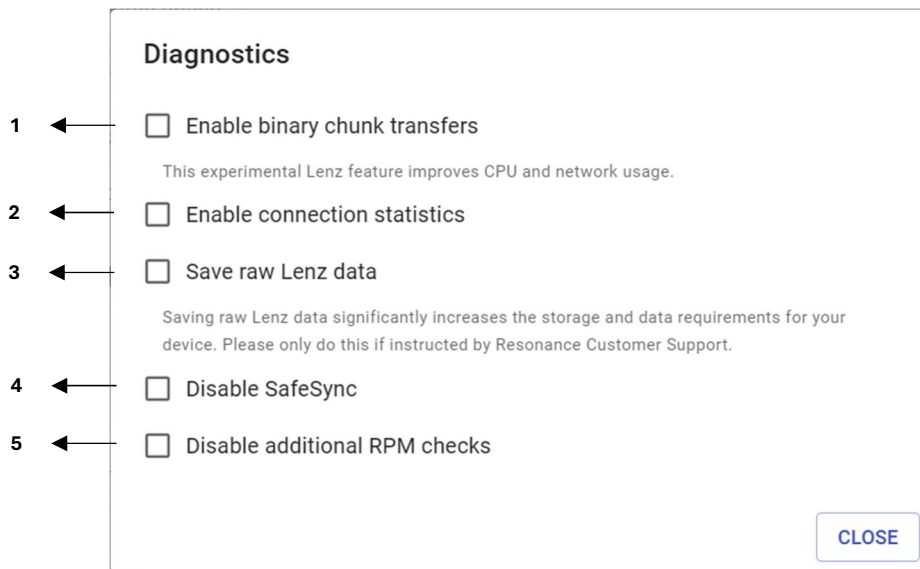 Diagnostics
1 Enable binary chunk transfers
This experimental Lenz feature improves CPU and network usage.
2 Enable connection statistics
3 Save raw Lenz data
Saving raw Lenz data significantly increases the storage and data requirements for your
device. Please only do this if instructed by Resonance Customer Support.
4 Disable SafeSync
5 Disable additional RPM checks
CLOSE